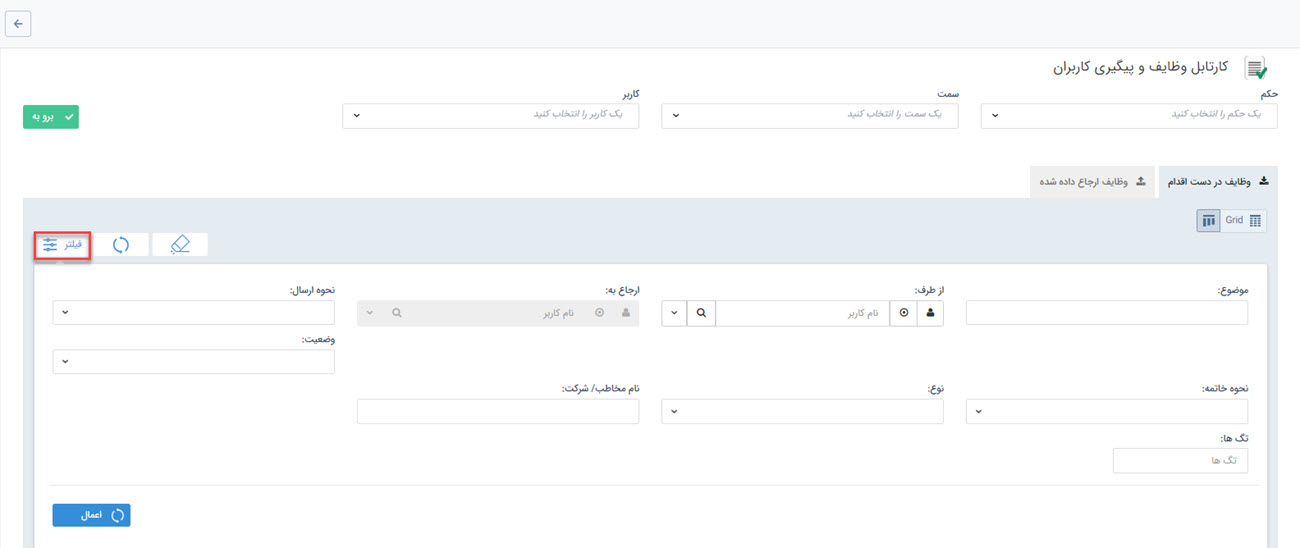 کارتابل وظایف و پیگیری کاربران
حکم
سمت
کاربر
یک حکم را انتخاب کنید
یک سمت را انتخاب کنید
یک کاربر را انتخاب کنید
برو به
وظایف در دست اقدام
وظایف ارجاع داده شده
Grid
فیلتر
موضوع:
از طرف:
ارجاع به:
نحوه ارسال:
نام کاربر
نام کاربر
وضعیت:
نحوه خاتمه:
نوع:
نام مخاطب/ شرکت:
تگ ها:
تگ ها
اعمال